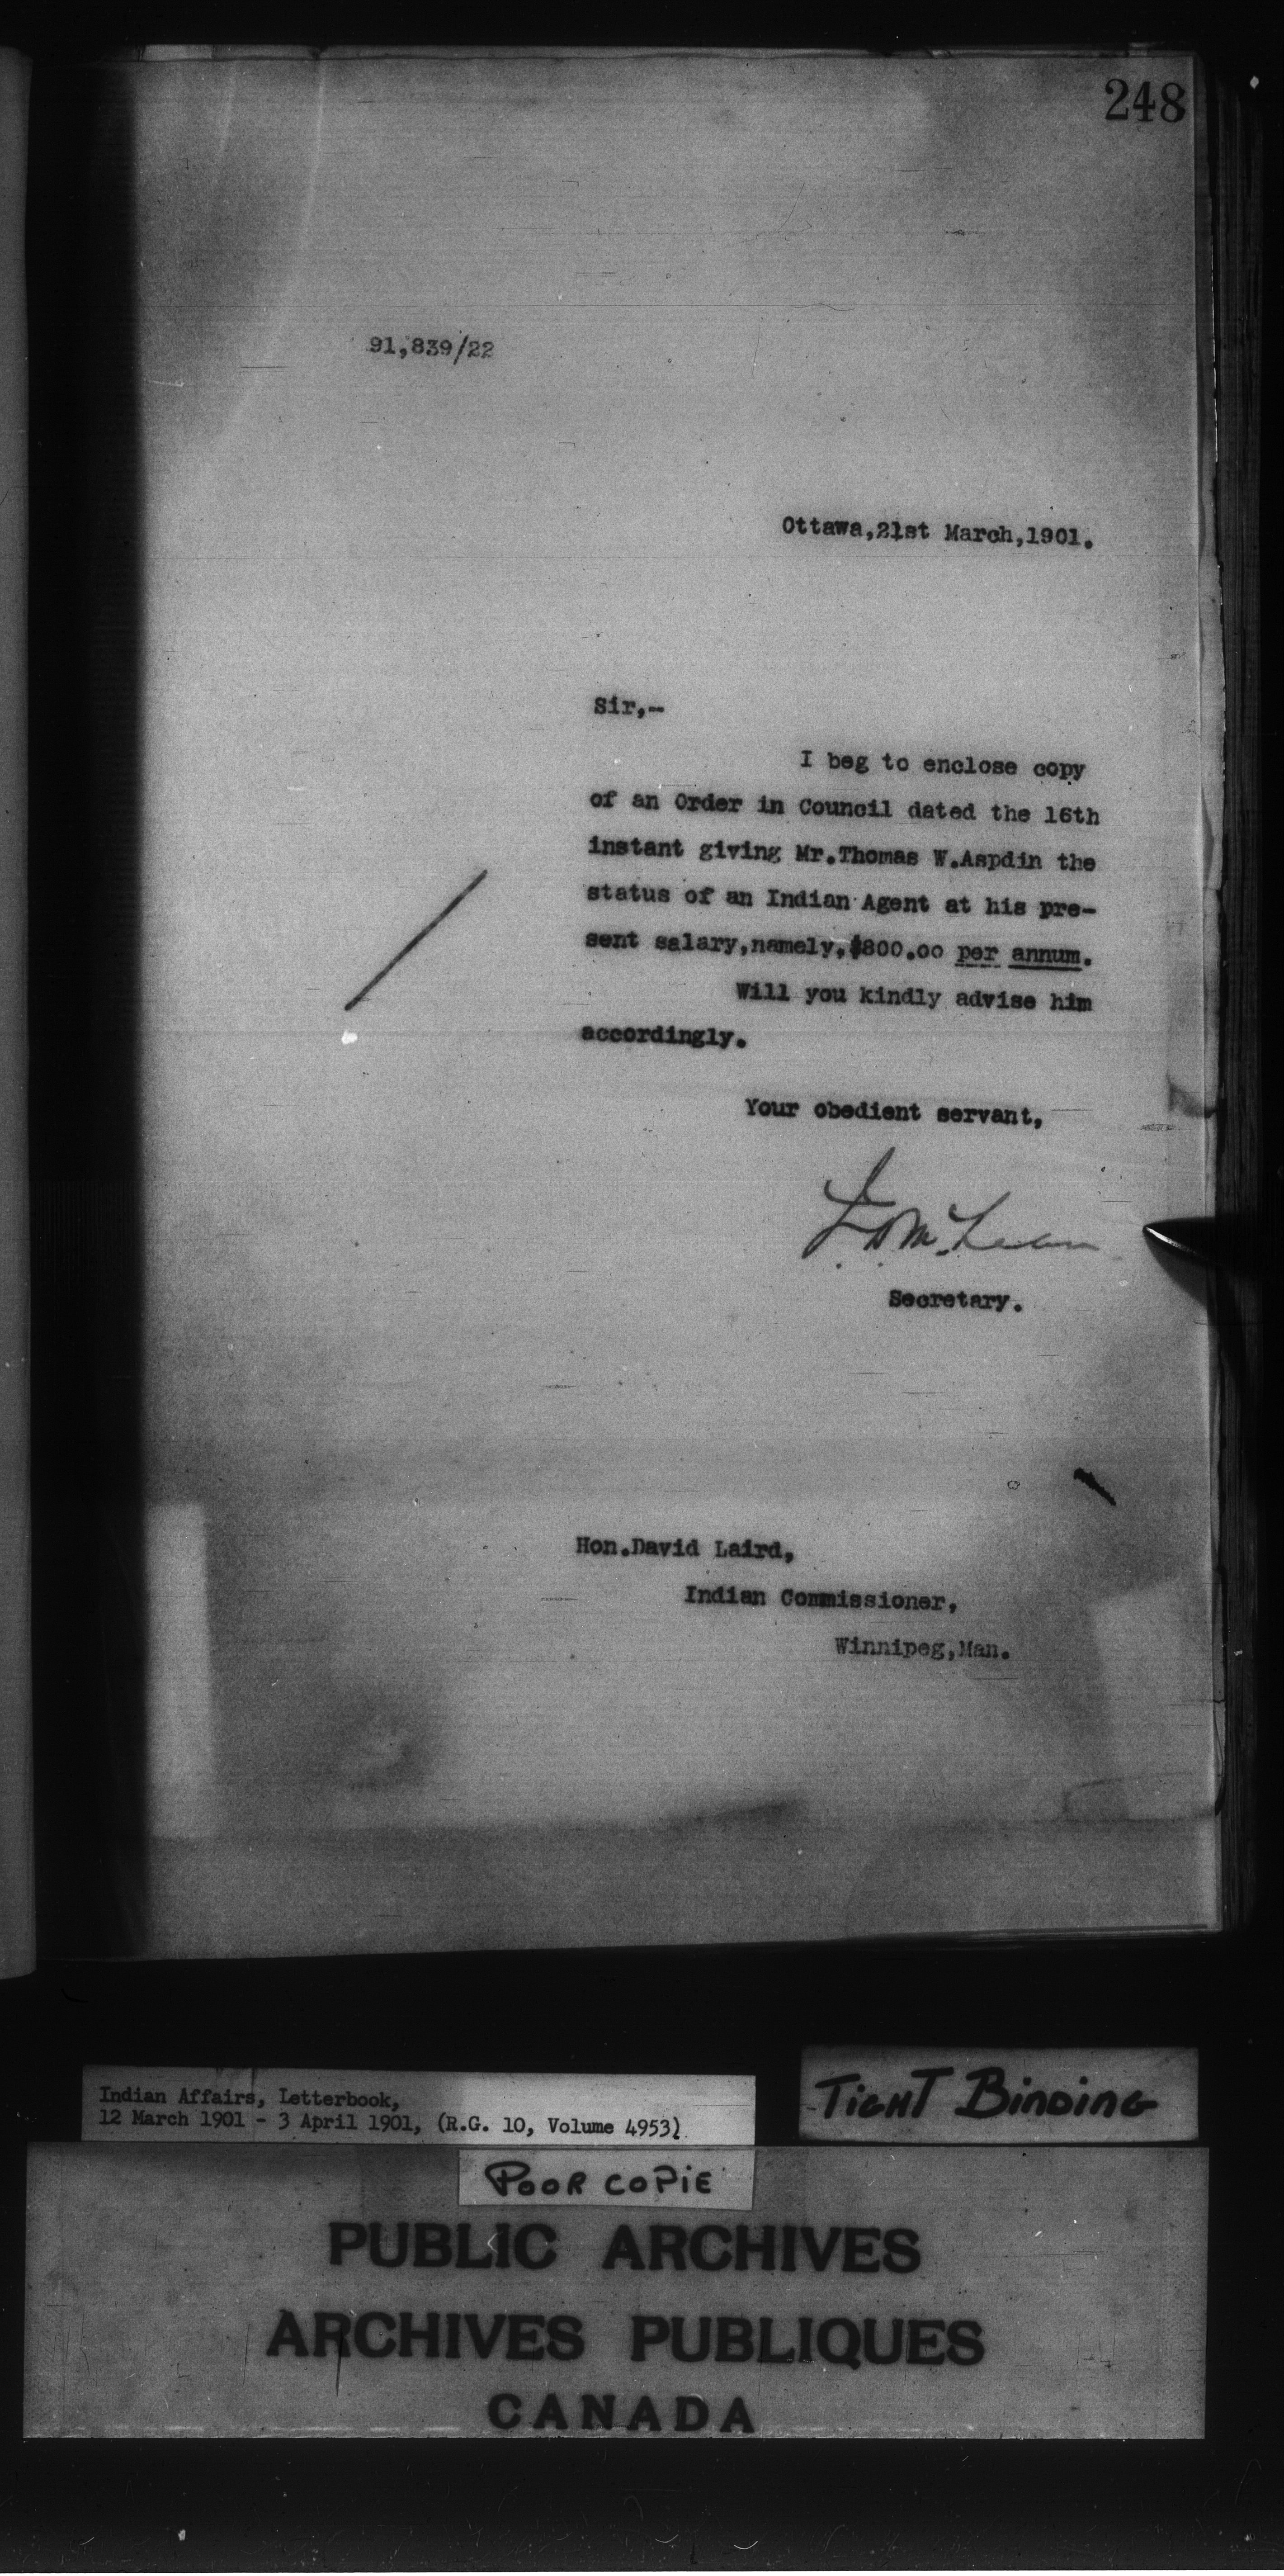 248
91,839/22
Ottawa,21st March,1901.
Sir,-
I beg to enclose copy
of an Order in Council dated the 16th
instant giving Mr.Thomas W.Aspdin the
status of an Indian Agent at his pre-
sent salary,namely,$800.00 per annum.
Will you kindly advise him
accordingly.
Your obedient servant,
J.D.McLean
Secretary.
Hon.David Laird,
Indian Commissioner,
Winnipeg,Man.
Indian Affairs, Letterbook,
12 March 1901 - 3 April 1901, (R.G. 10, Volume 4953)
TIGHT BINDING
POOR COPIE
PUBLIC ARCHIVES
ARCHIVES PUBLIQUES
CANADA